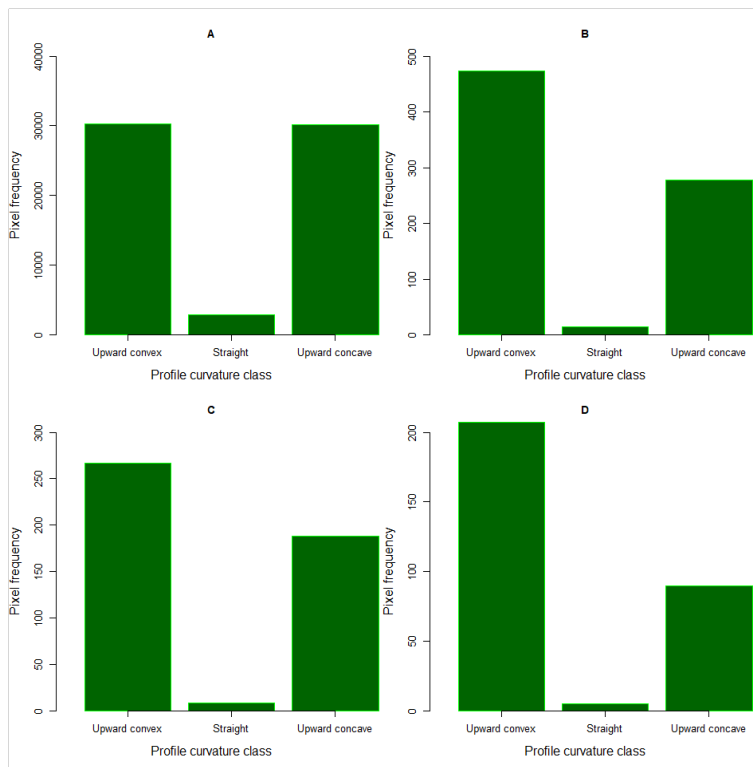 A
Pixel frequency
40000
30000
20000
10000
0
Upward convex
Straight
Upward concave
Profile curvature class
B
Pixel frequency
500
400
300
200
100
0
Upward convex
Straight
Upward concave
Profile curvature class
C
Pixel frequency
300
250
200
150
100
50
0
Upward convex
Straight
Upward concave
Profile curvature class
D
Pixel frequency
200
150
100
50
0
Upward convex
Straight
Upward concave
Profile curvature class